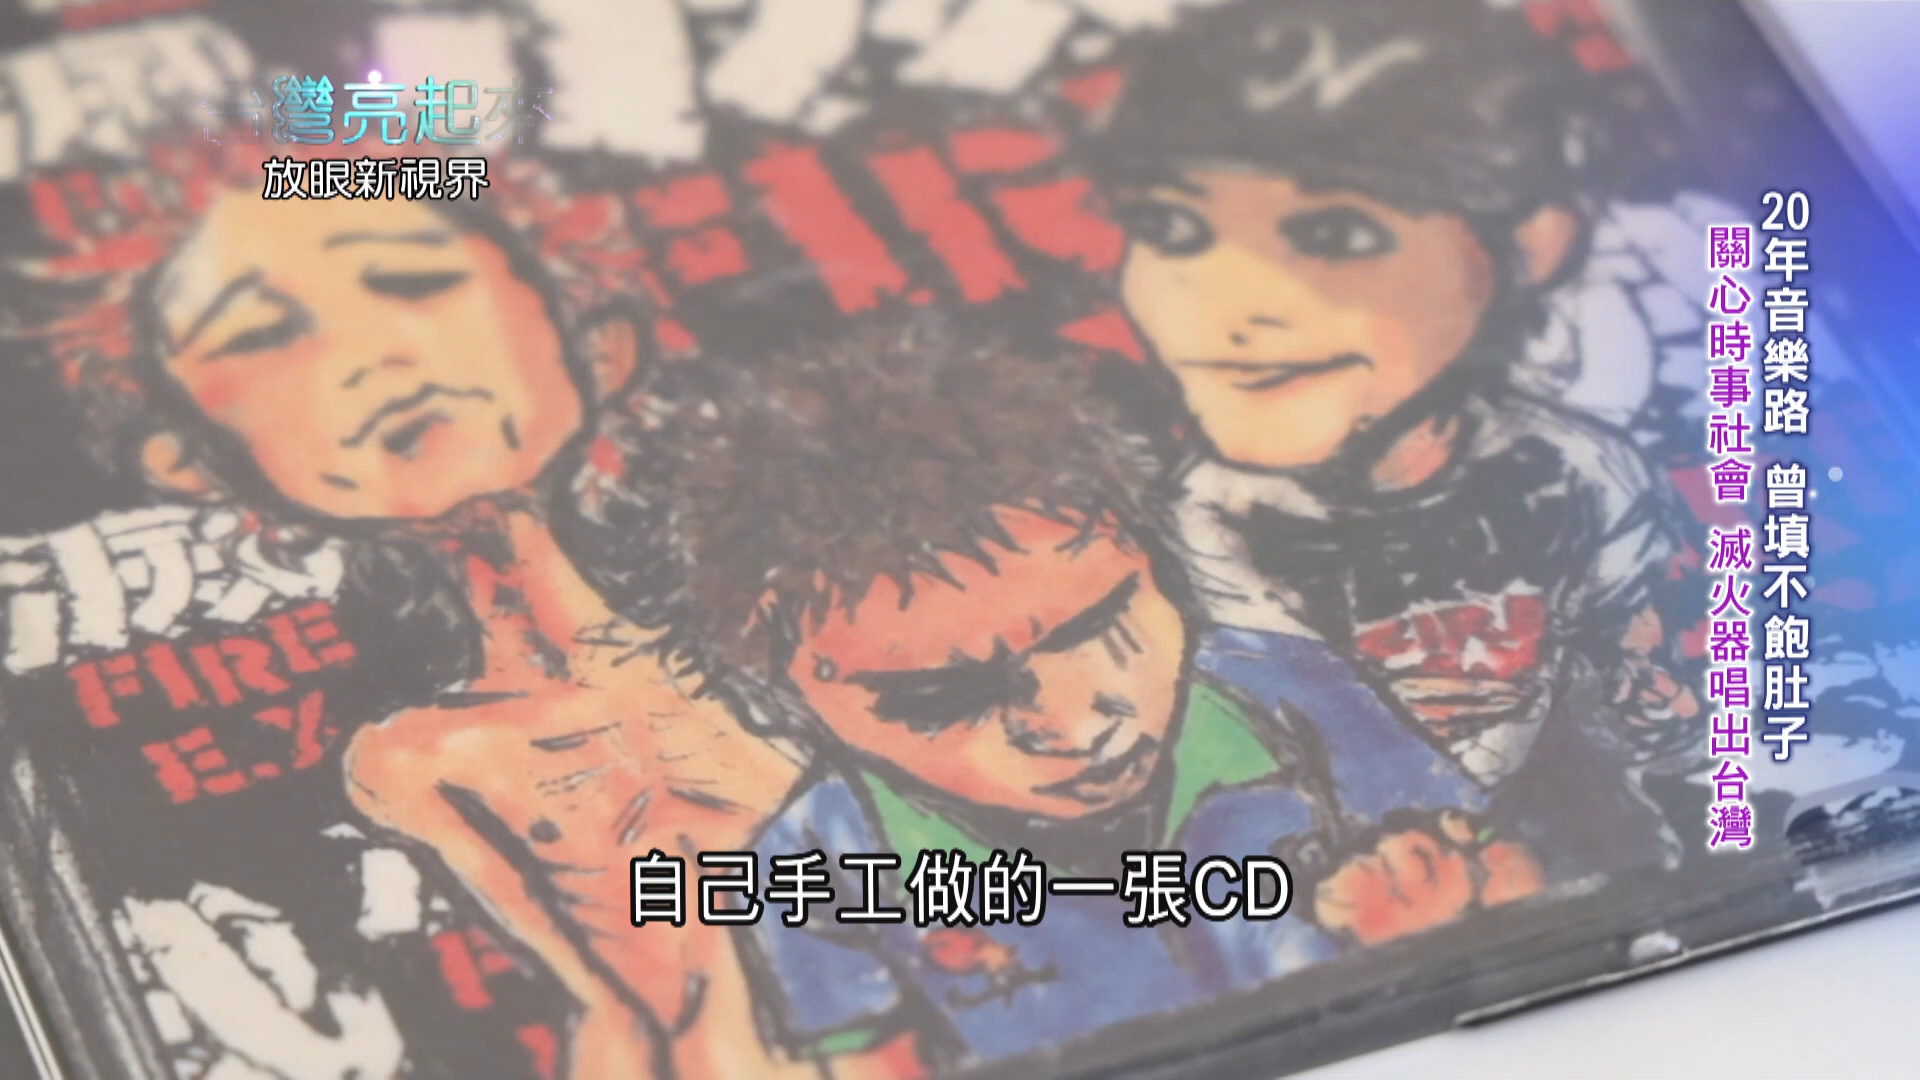 台灣亮起來
放眼新視界
20年音樂路 曾填不飽肚子
關心時事社會 滅火器唱出台灣
FIRE
E.X
自己手工做的一張CD